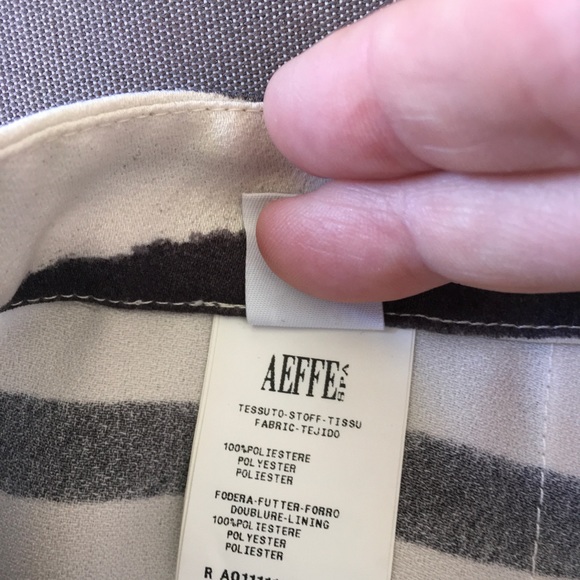 AEFFE SPA
TESSUTO-STOFF-TISSU
FABRIC-TEJIDO
100%POLIESTERE
POLYESTER
POLIESTER
FODERA-FUTTER-FORRO
DOUBLURE-LINING
100%POLIESTERE
POLYESTER
POLIESTER
R